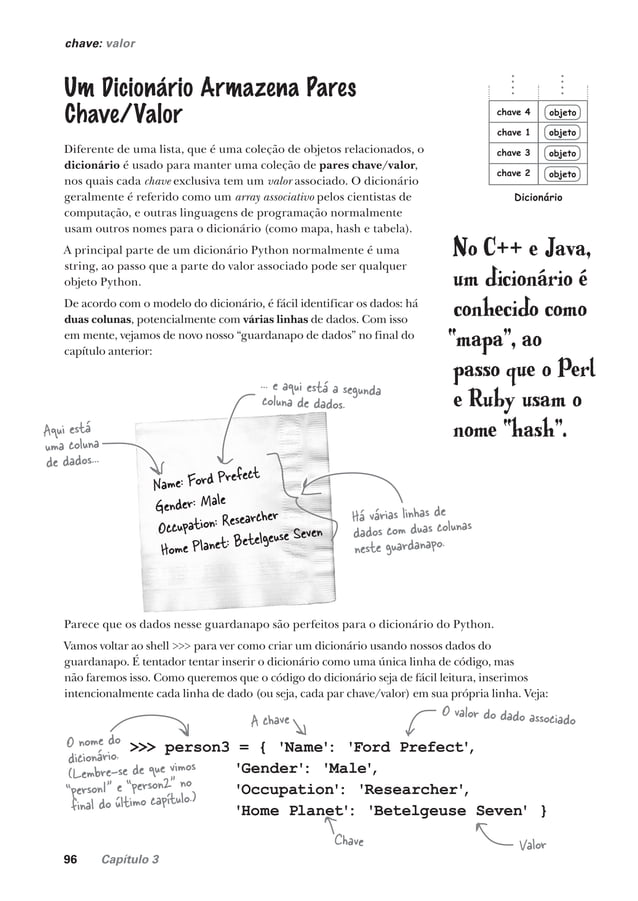 chave: valor
Um Dicionário Armazena Pares
Chave/Valor
Diferente de uma lista, que é uma coleção de objetos relacionados, o
dicionário é usado para manter uma coleção de pares chave/valor,
nos quais cada chave exclusiva tem um valor associado. O dicionário
geralmente é referido como um array associativo pelos cientistas de
computação, e outras linguagens de programação normalmente
usam outros nomes para o dicionário (como mapa, hash e tabela).
A principal parte de um dicionário Python normalmente é uma
string, ao passo que a parte do valor associado pode ser qualquer
objeto Python.
De acordo com o modelo do dicionário, é fácil identificar os dados: há
duas colunas, potencialmente com várias linhas de dados. Com isso
em mente, vejamos de novo nosso “guardanapo de dados” no final do
capítulo anterior:
chave 4 objeto
chave 1 objeto
chave 3 objeto
chave 2 objeto
Dicionário
No C++ e Java,
um dicionário é
conhecido como
"mapa", ao
passo que o Perl
e Ruby usam o
nome "hash".
... e aqui está a segunda
coluna de dados.
Aqui está
uma coluna
de dados...
Name: Ford Prefect
Gender: Male
Occupation: Researcher
Home Planet: Betelgeuse Seven
Há várias linhas de
dados com duas colunas
neste guardanapo.
Parece que os dados nesse guardanapo são perfeitos para o dicionário do Python.
Vamos voltar ao shell >>> para ver como criar um dicionário usando nossos dados do
guardanapo. É tentador tentar inserir o dicionário como uma única linha de código, mas
não faremos isso. Como queremos que o código do dicionário seja de fácil leitura, inserimos
intencionalmente cada linha de dado (ou seja, cada par chave/valor) em sua própria linha. Veja:
A chave
O valor do dado associado
O nome do
dicionário.
(Lembre-se de que vimos
"person1" e "person2" no
final do último capítulo.)
>>> person3 = { 'Name': 'Ford Prefect',
'Gender': 'Male',
'Occupation': 'Researcher',
'Home Planet': 'Betelgeuse Seven' }
Chave
Valor
96 Capítulo 3